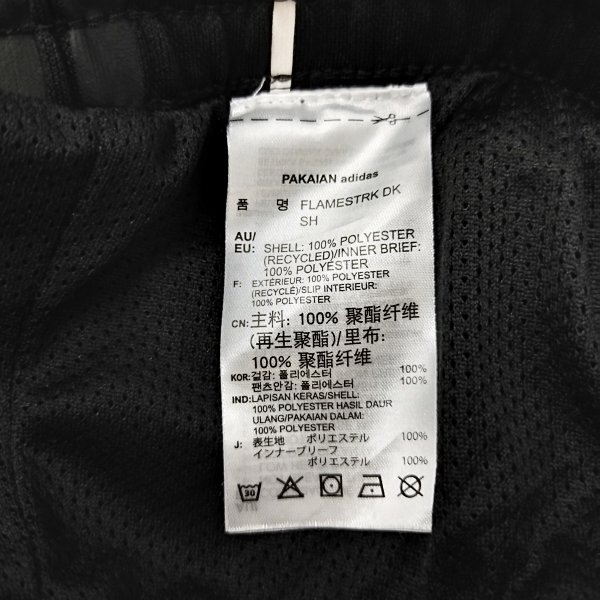 PAKAIAN adidas
品 名 FLAMESTRK DK
SH
AU/
EU: SHELL: 100% POLYESTER
(RECYCLED)/INNER BRIEF:
100% POLYESTER
F: EXTÉRIEUR: 100% POLYESTER
(RECYCLÉ)/SLIP INTERIEUR:
100% POLYESTER
CN: 主料: 100% 聚酯纤维
(再生聚酯)/里布:
100% 聚酯纤维
KOR: 겉감: 폴리에스터 100%
팬츠안감: 폴리에스터 100%
IND: LAPISAN KERAS/SHELL:
100% POLYESTER HASIL DAUR
ULANG/PAKAIAN DALAM:
100% POLYESTER
J: 表生地 ポリエステル 100%
インナーブリーフ
ポリエステル 100%
30